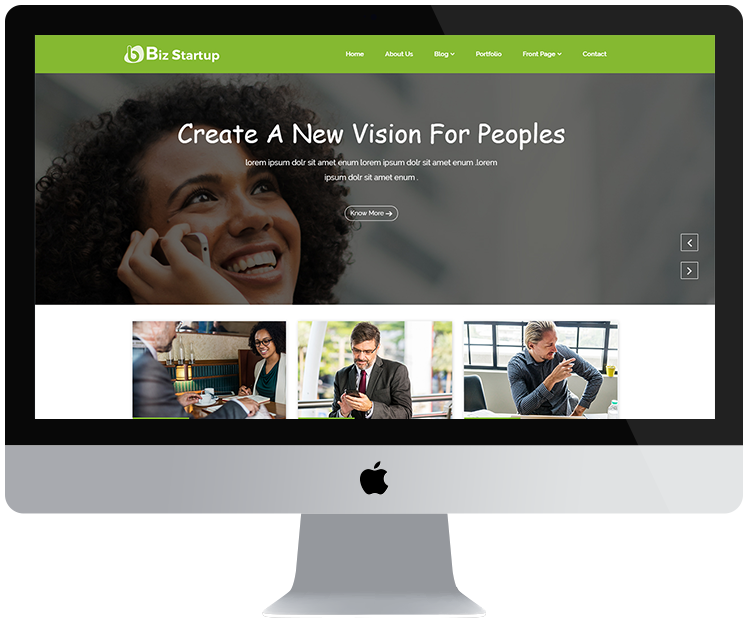 Biz Startup
Home About Us Blog Portfolio Front Page Contact
Create A New Vision For Peoples
lorem ipsum dolr sit amet enum lorem ipsum dolr sit amet enum .lorem
ipsum dolr sit amet enum .
Know More